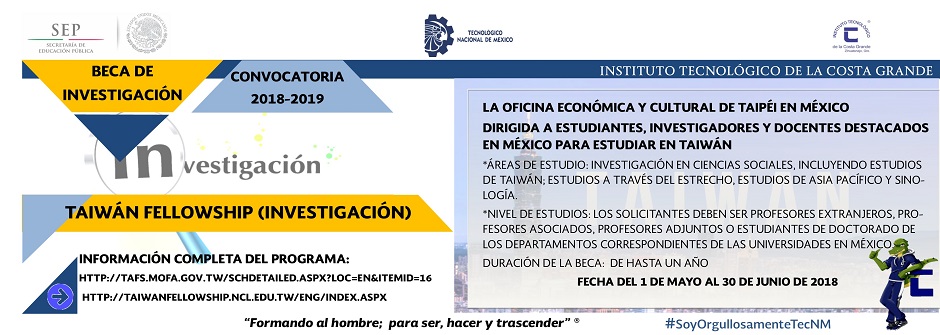 SEP
SECRETARÍA DE
EDUCACIÓN PÚBLICA
TECNOLÓGICO
NACIONAL DE MÉXICO
INSTITUTO TECNOLÓGICO
de la Costa Grande
BECA DE
INVESTIGACIÓN
CONVOCATORIA
2018-2019
INSTITUTO TECNOLÓGICO DE LA COSTA GRANDE
investigación
TAIWÁN FELLOWSHIP (INVESTIGACIÓN)
INFORMACIÓN COMPLETA DEL PROGRAMA:
HTTP://TAFS.MOFA.GOV.TW/SCHDETAILED.ASPX?LOC=EN&ITEMID=16
HTTP://TAIWANFELLOWSHIP.NCL.EDU.TW/ENG/INDEX.ASPX
LA OFICINA ECONÓMICA Y CULTURAL DE TAIPÉI EN MÉXICO
DIRIGIDA A ESTUDIANTES, INVESTIGADORES Y DOCENTES DESTACADOS
EN MÉXICO PARA ESTUDIAR EN TAIWÁN
*ÁREAS DE ESTUDIO: INVESTIGACIÓN EN CIENCIAS SOCIALES, INCLUYENDO ESTUDIOS
DE TAIWÁN; ESTUDIOS A TRAVÉS DEL ESTRECHO, ESTUDIOS DE ASIA PACÍFICO Y SINO-
LOGÍA.
*NIVEL DE ESTUDIOS: LOS SOLICITANTES DEBEN SER PROFESORES EXTRANJEROS, PRO-
FESORES ASOCIADOS, PROFESORES ADJUNTOS O ESTUDIANTES DE DOCTORADO DE
LOS DEPARTAMENTOS CORRESPONDIENTES DE LAS UNIVERSIDADES EN MÉXICO
DURACIÓN DE LA BECA: DE HASTA UN AÑO
FECHA DEL 1 DE MAYO AL 30 DE JUNIO DE 2018
TAIWAN
"Formando al hombre; para ser, hacer y trascender" ®
#SoyOrgullosamenteTecNM